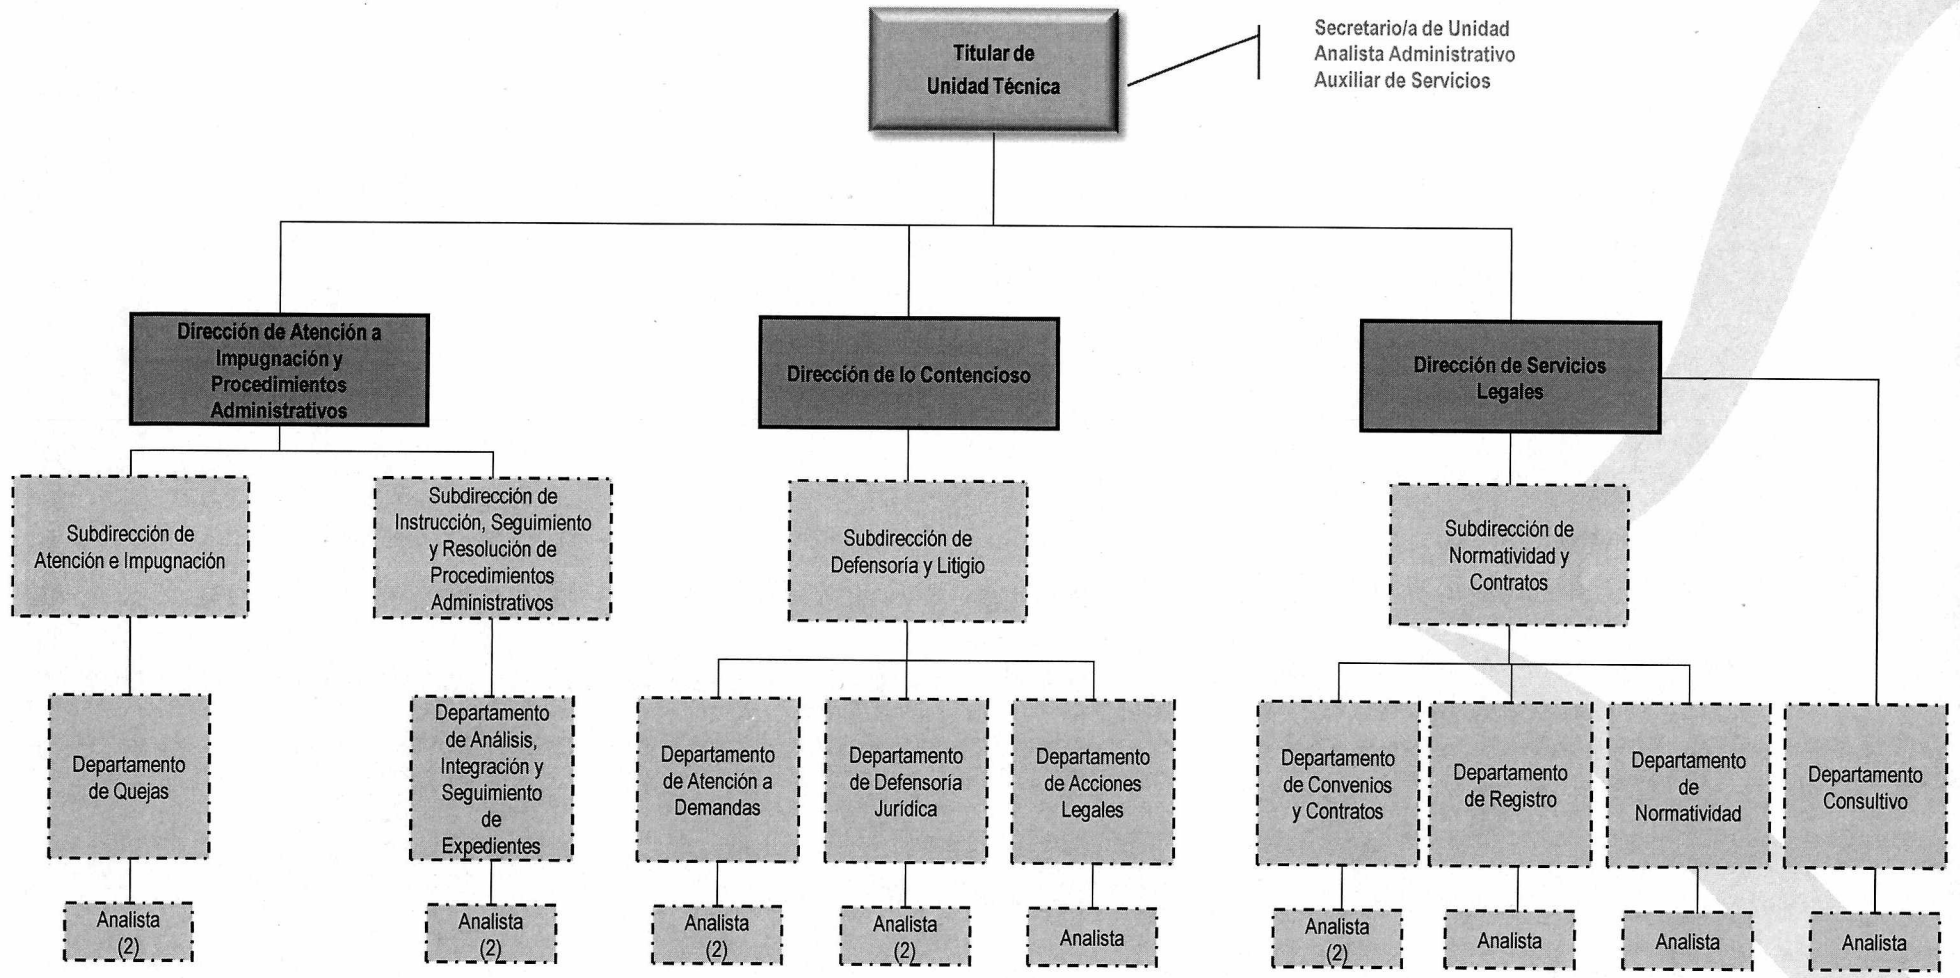 Titular de
Unidad Técnica
Secretario/a de Unidad
Analista Administrativo
Auxiliar de Servicios
Dirección de Atención a
Impugnación y
Procedimientos
Administrativos
Dirección de lo Contencioso
Dirección de Servicios
Legales
Subdirección de
Atención e Impugnación
Subdirección de
Instrucción, Seguimiento
y Resolución de
Procedimientos
Administrativos
Subdirección de
Defensoría y Litigio
Subdirección de
Normatividad y
Contratos
Departamento
de Quejas
Departamento
de Análisis,
Integración y
Seguimiento
de
Expedientes
Departamento
de Atención a
Demandas
Departamento
de Defensoría
Jurídica
Departamento
de Acciones
Legales
Departamento
de Convenios
y Contratos
Departamento
de Registro
Departamento
de
Normatividad
Departamento
Consultivo
Analista
(2)
Analista
(2)
Analista
(2)
Analista
(2)
Analista
Analista
(2)
Analista
Analista
Analista